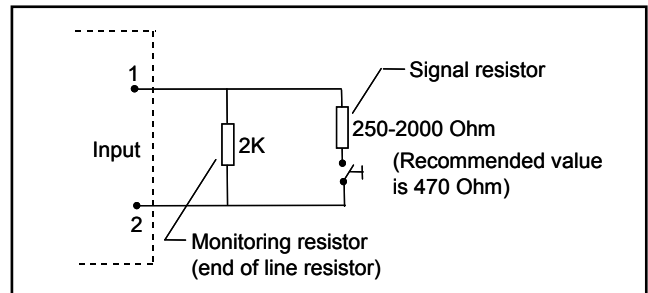 1
Signal resistor
250-2000 Ohm
Input
2K
(Recommended value
is 470 Ohm)
2
Monitoring resistor
(end of line resistor)